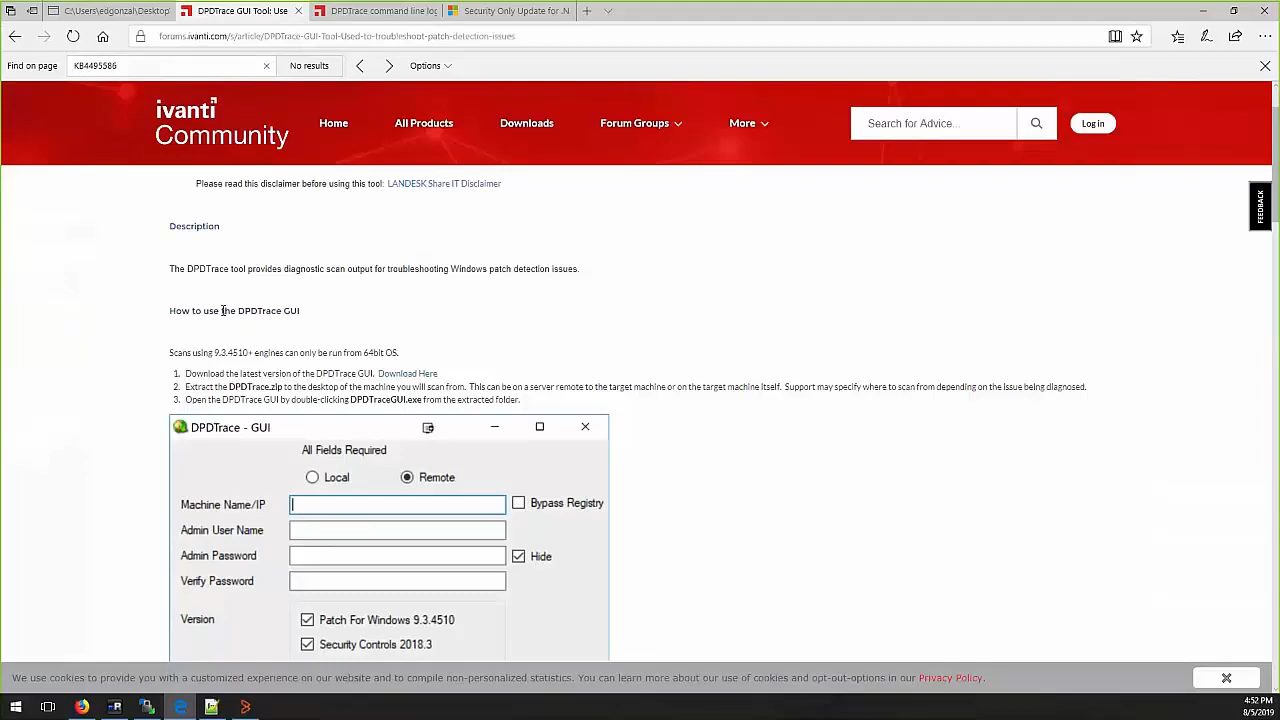 C:\Users\edgonzal\Desktop\
DPDTrace GUI Tool: Use
DPDTrace command line log
Security Only Update for .N
forums.ivanti.com/s/article/DPDTrace-GUI-Tool-Used-to-troubleshoot-patch-detection-issues
Find on page
KB4495586
No results
Options
ivanti
Community
Home
All Products
Downloads
Forum Groups
More
Search for Advice...
Log in
FEEDBACK
Please read this disclaimer before using this tool: LANDESK Share IT Disclaimer
Description
The DPDTrace tool provides diagnostic scan output for troubleshooting Windows patch detection issues.
How to use the DPDTrace GUI
Scans using 9.3.4510+ engines can only be run from 64bit OS.
1. Download the latest version of the DPDTrace GUI. Download Here
2. Extract the DPDTrace.zip to the desktop of the machine you will scan from. This can be on a server remote to the target machine or on the target machine itself. Support may specify where to scan from depending on the issue being diagnosed.
3. Open the DPDTrace GUI by double-clicking DPDTraceGUI.exe from the extracted folder.
DPDTrace - GUI
All Fields Required
Local
Remote
Machine Name/IP
Bypass Registry
Admin User Name
Admin Password
Hide
Verify Password
Version
Patch For Windows 9.3.4510
Security Controls 2018.3
We use cookies to provide you with a customized experience on our website and to compile non-personalized statistics. You can learn more about our use of cookies and opt-out-options in our Privacy Policy.
4:52 PM
8/5/2019